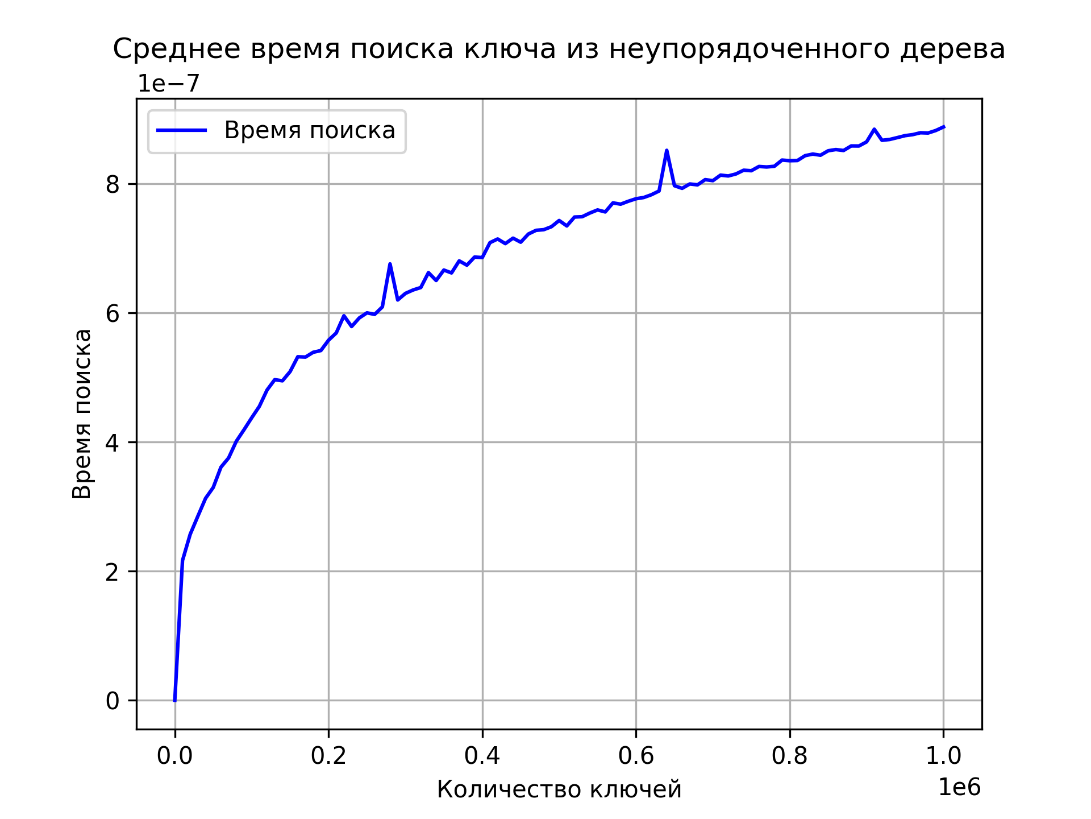 Среднее время поиска ключа из неупорядоченного дерева
1e−7
Время поиска
8
6
4
2
0
Время поиска
0.0 0.2 0.4 0.6 0.8 1.0
Количество ключей
1e6